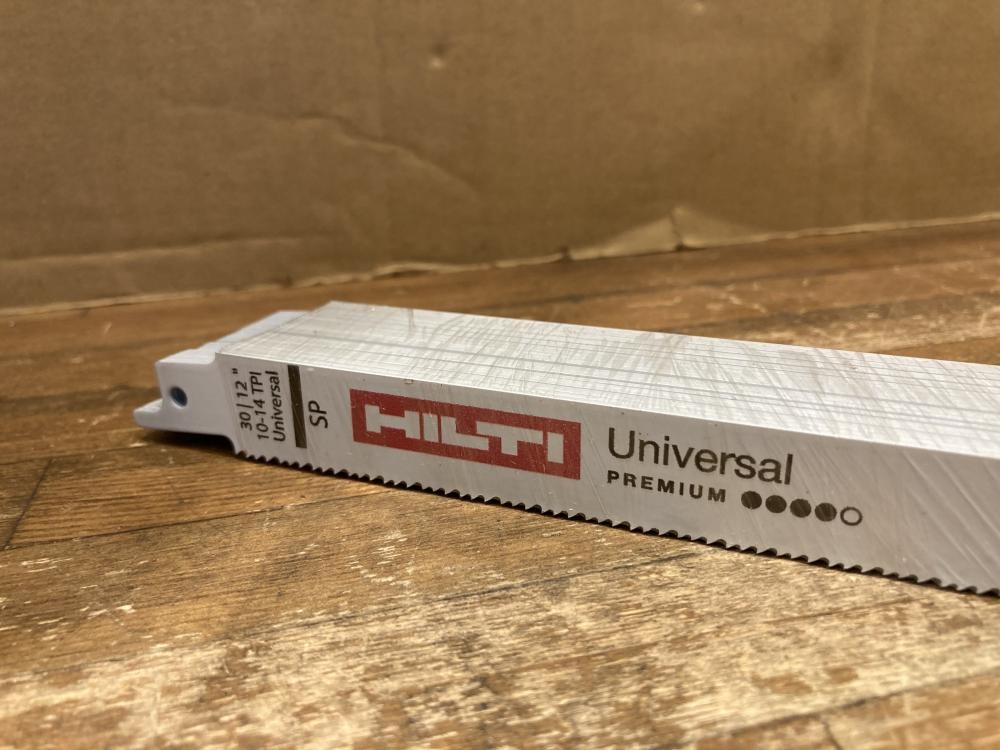 30 | 12 "
10-14 TPI
Universal
SP
HILTI
Universal
PREMIUM